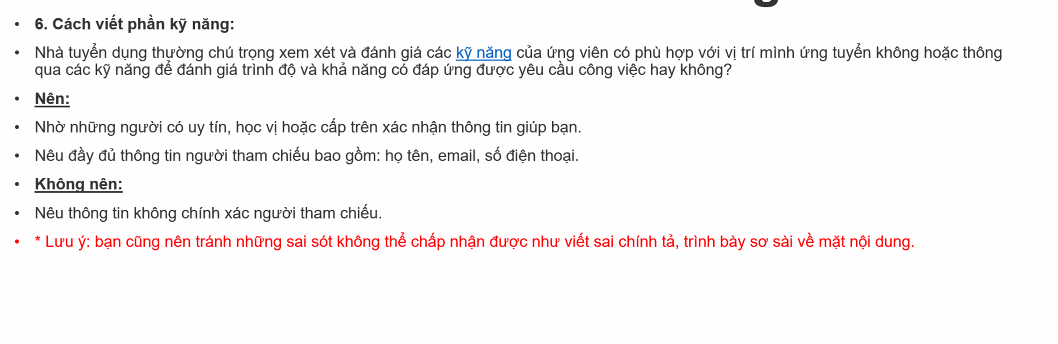 • 6. Cách viết phần kỹ năng:
• Nhà tuyển dụng thường chú trọng xem xét và đánh giá các kỹ năng của ứng viên có phù hợp với vị trí mình ứng tuyển không hoặc thông
qua các kỹ năng để đánh giá trình độ và khả năng có đáp ứng được yêu cầu công việc hay không?
• Nên:
• Nhờ những người có uy tín, học vị hoặc cấp trên xác nhận thông tin giúp bạn.
• Nêu đầy đủ thông tin người tham chiếu bao gồm: họ tên, email, số điện thoại.
• Không nên:
• Nêu thông tin không chính xác người tham chiếu.
• * Lưu ý: bạn cũng nên tránh những sai sót không thể chấp nhận được như viết sai chính tả, trình bày sơ sài về mặt nội dung.